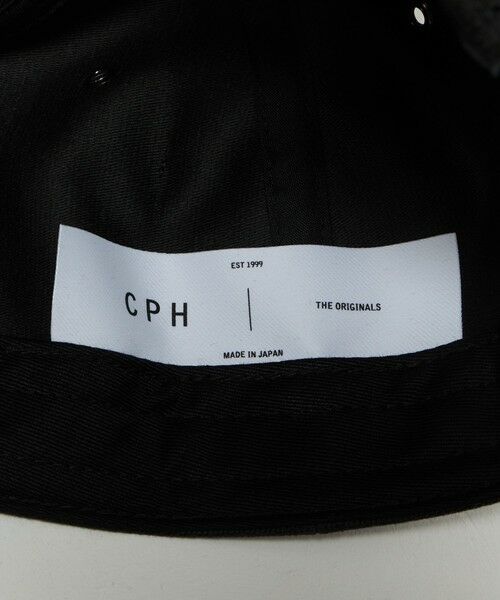 EST 1999
CPH
THE ORIGINALS
MADE IN JAPAN